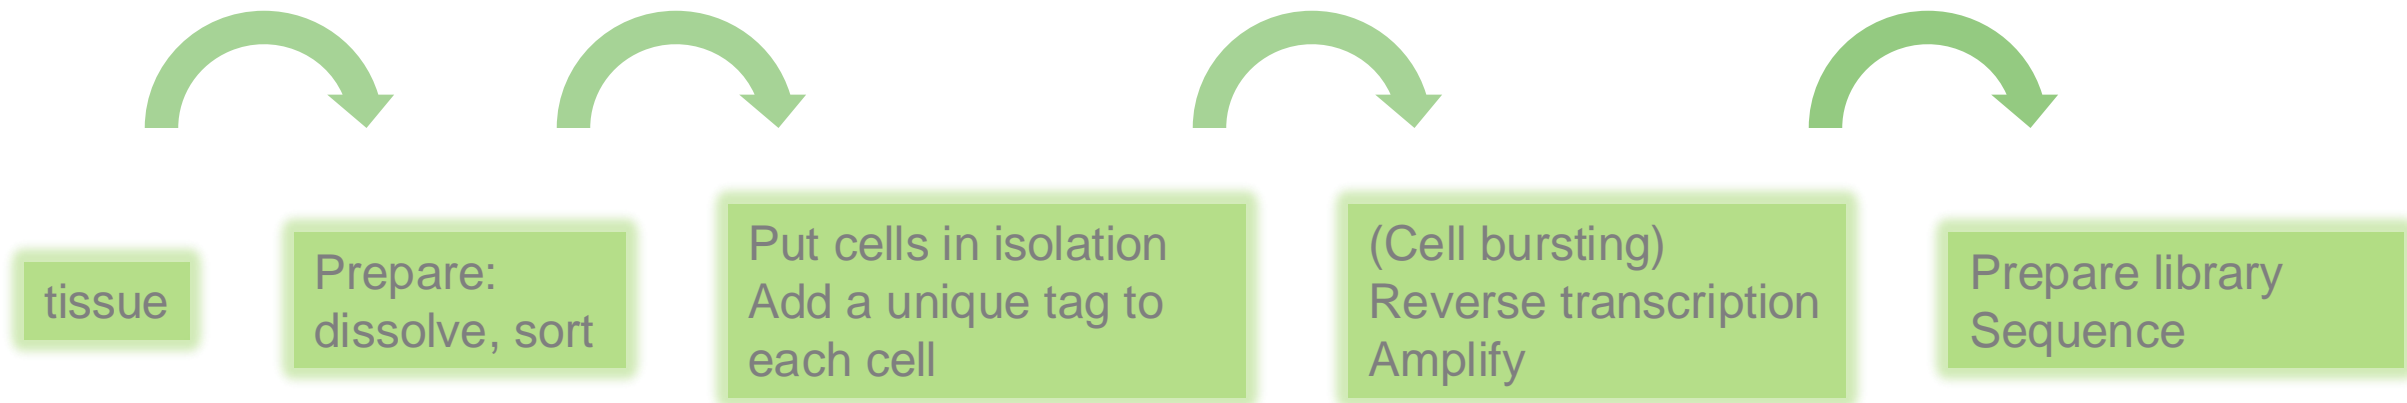 tissue
Prepare:
dissolve, sort
Put cells in isolation
Add a unique tag to
each cell
(Cell bursting)
Reverse transcription
Amplify
Prepare library
Sequence